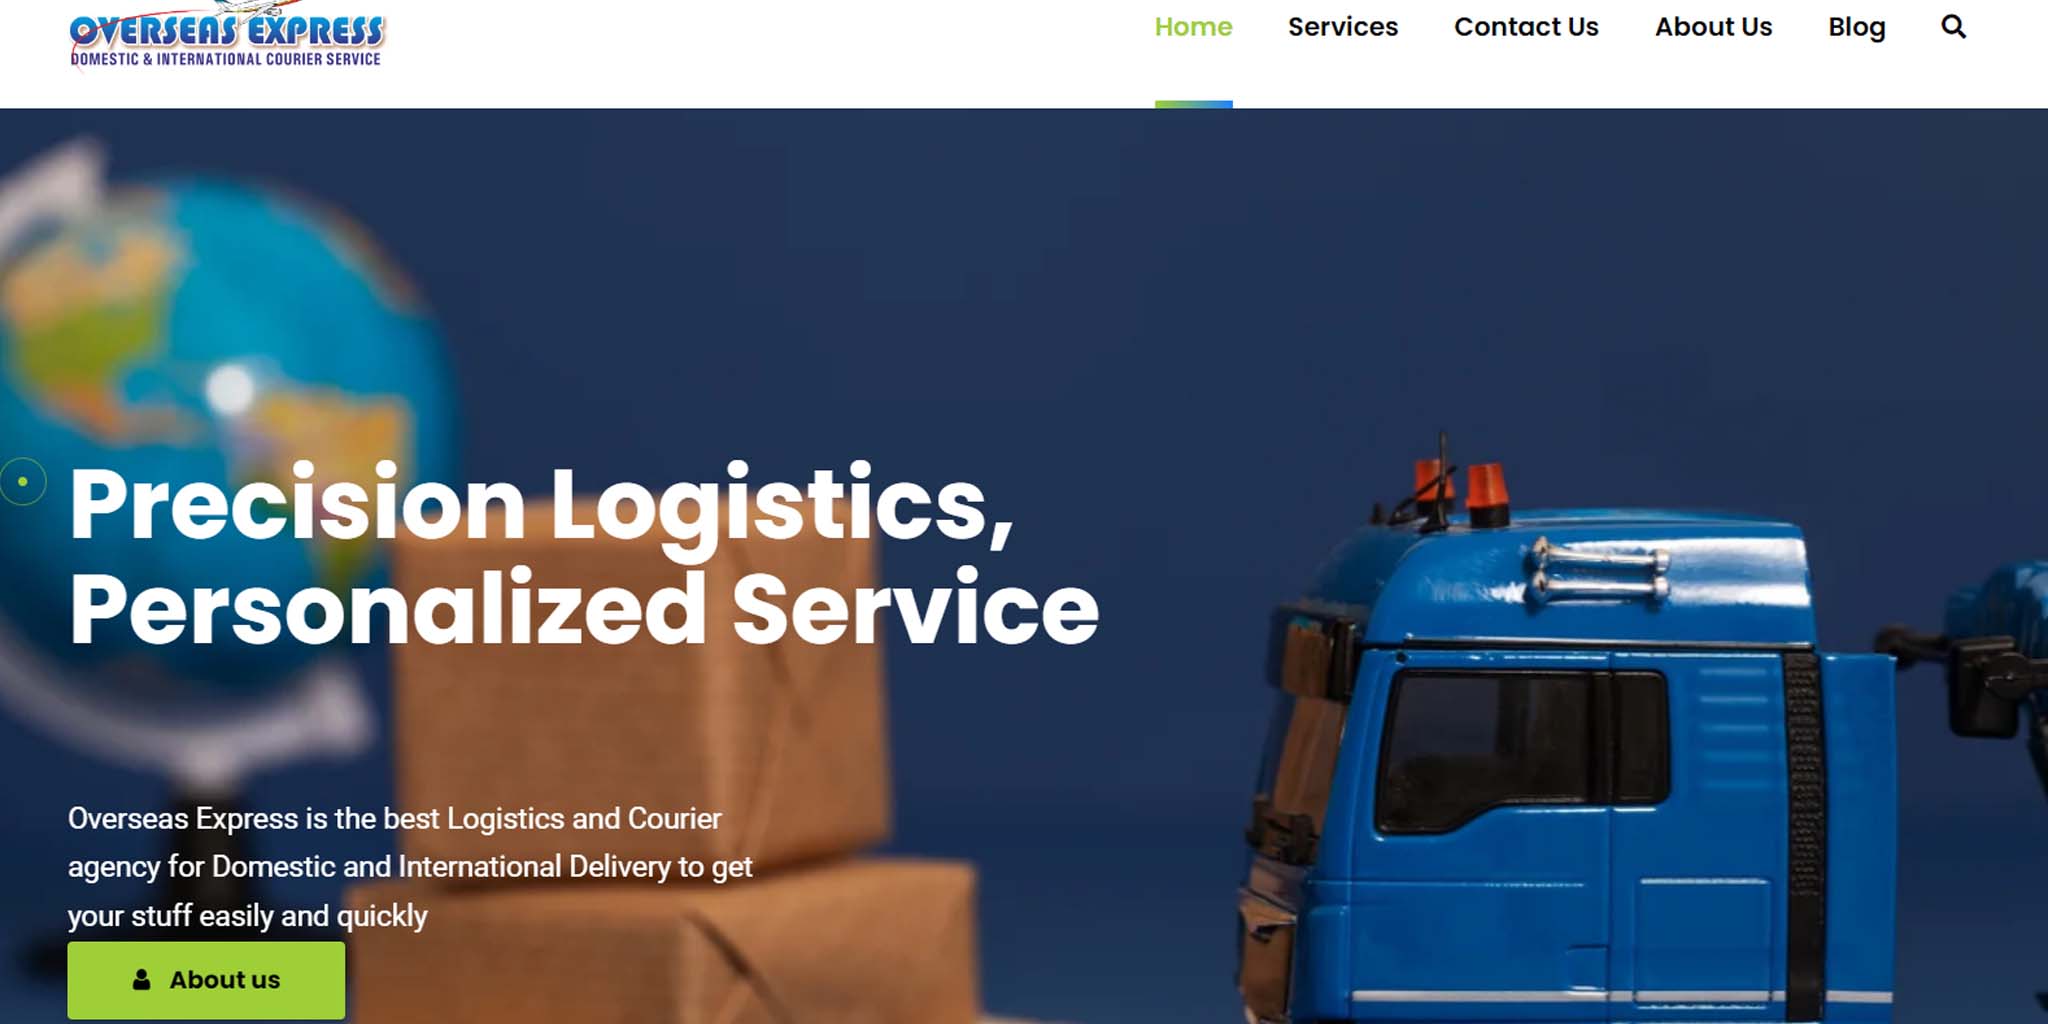 OVERSEAS EXPRESS
DOMESTIC & INTERNATIONAL COURIER SERVICE
Home Services Contact Us About Us Blog
Precision Logistics,
Personalized Service
Overseas Express is the best Logistics and Courier
agency for Domestic and International Delivery to get
your stuff easily and quickly
About us